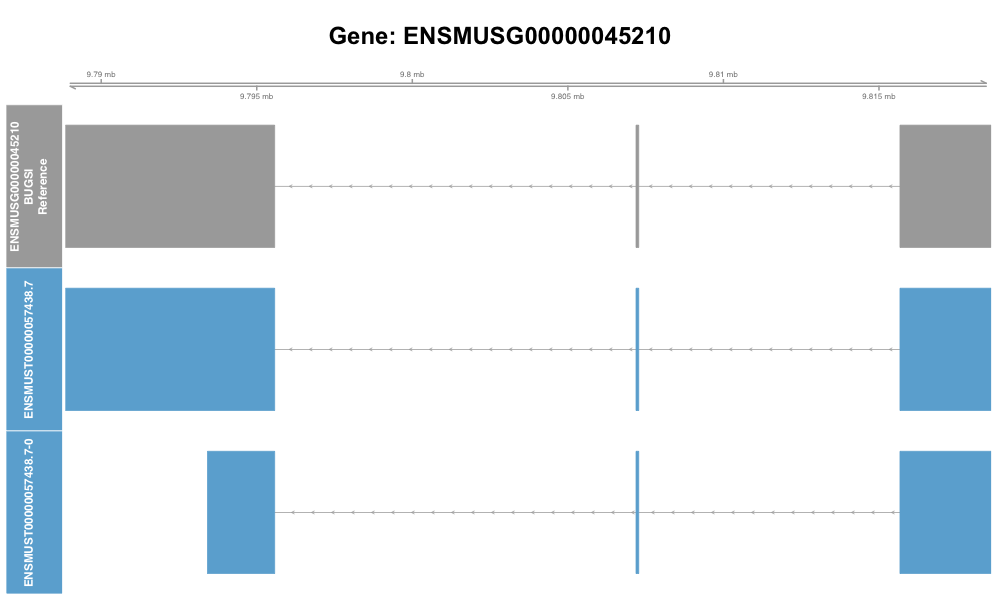 Gene: ENSMUSG00000045210
9.79 mb
9.8 mb
9.81 mb
9.795 mb
9.805 mb
9.815 mb
ENSMUSG00000045210
BUGSI
Reference
ENSMUST00000057438.7
ENSMUST00000057438.7-0